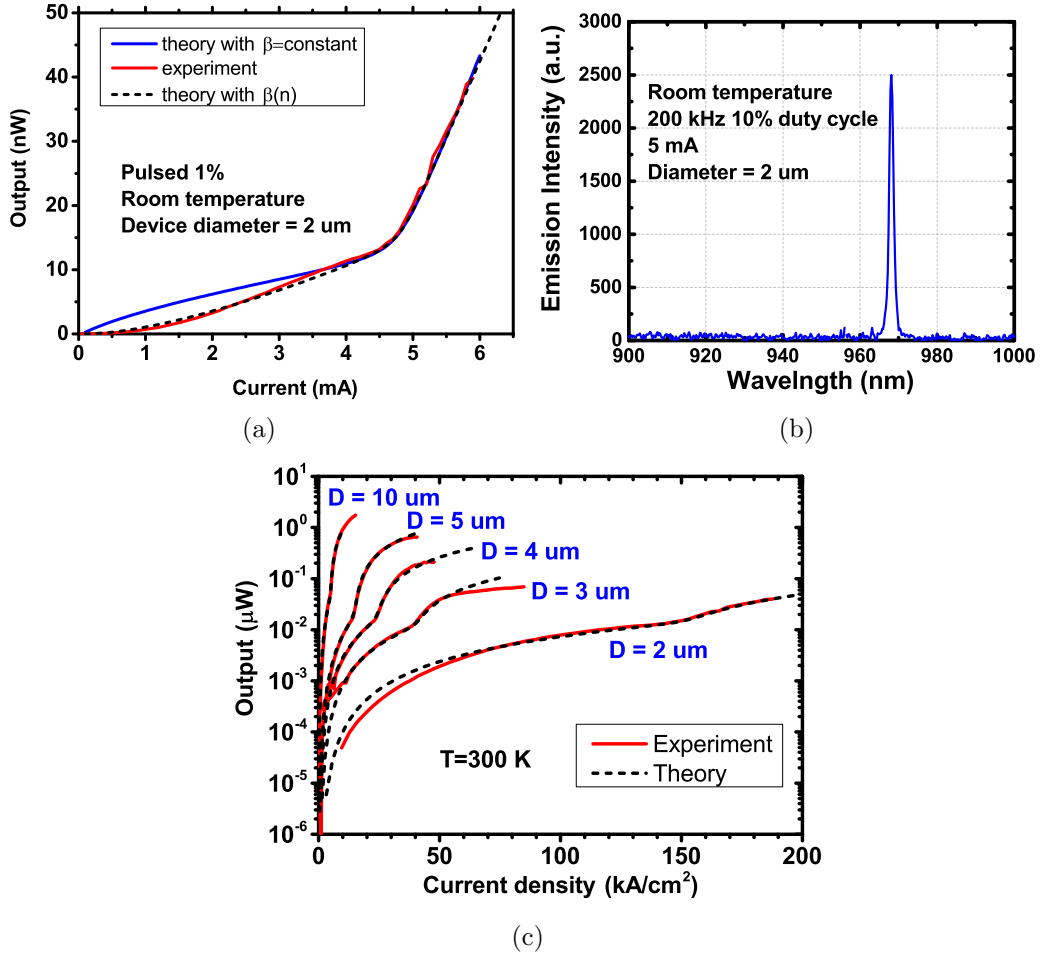 50
40
30
20
10
0
Output (nW)
theory with β=constant
experiment
theory with β(n)
Pulsed 1%
Room temperature
Device diameter = 2 um
0 1 2 3 4 5 6
Current (mA)
(a)
3000
2500
2000
1500
1000
500
0
Emission Intensity (a.u.)
Room temperature
200 kHz 10% duty cycle
5 mA
Diameter = 2 um
900 920 940 960 980 1000
Wavelngth (nm)
(b)
10¹
10⁰
10⁻¹
10⁻²
10⁻³
10⁻⁴
10⁻⁵
10⁻⁶
Output (μW)
D = 10 um
D = 5 um
D = 4 um
D = 3 um
D = 2 um
T=300 K
Experiment
Theory
0 50 100 150 200
Current density (kA/cm²)
(c)